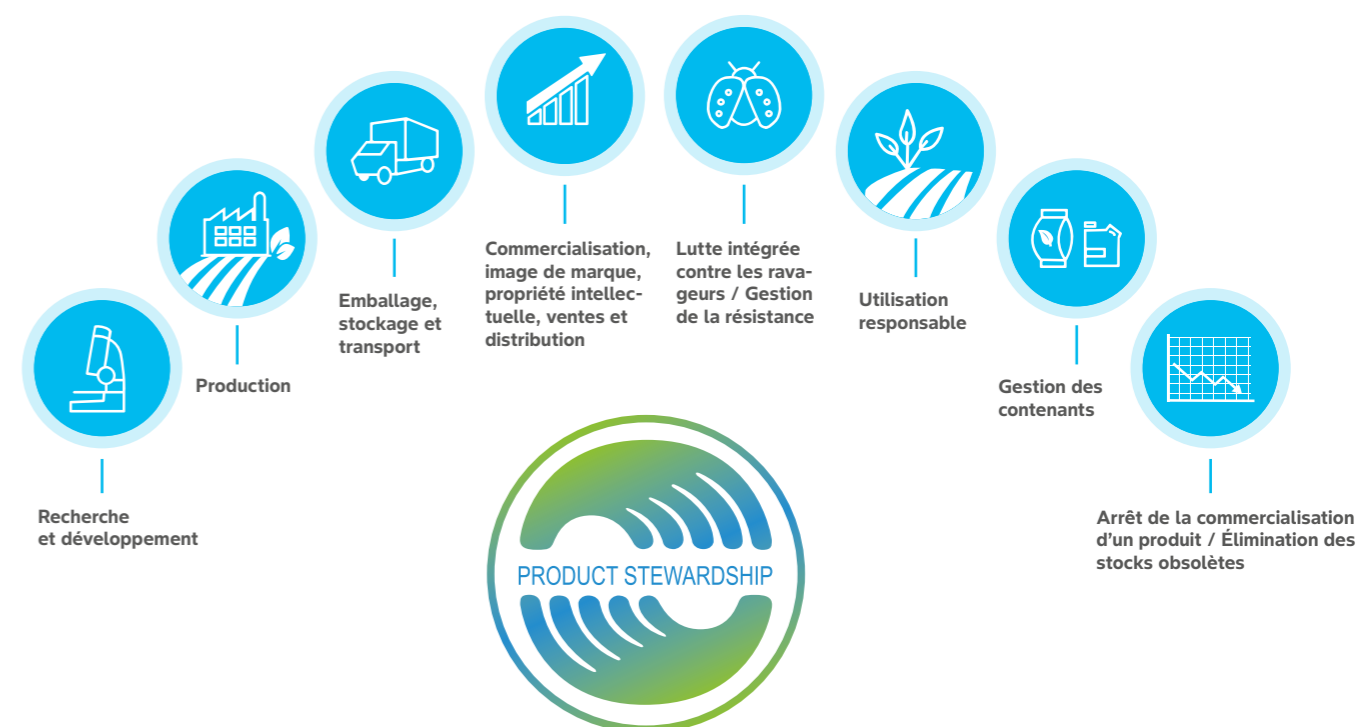 Recherche
et développement
Production
Emballage,
stockage et
transport
Commercialisation,
image de marque,
propriété intellec-
tuelle, ventes et
distribution
Lutte intégrée
contre les rava-
geurs / Gestion
de la résistance
Utilisation
responsable
Gestion des
contenants
Arrêt de la commercialisation
d'un produit / Élimination des
stocks obsolètes
PRODUCT STEWARDSHIP